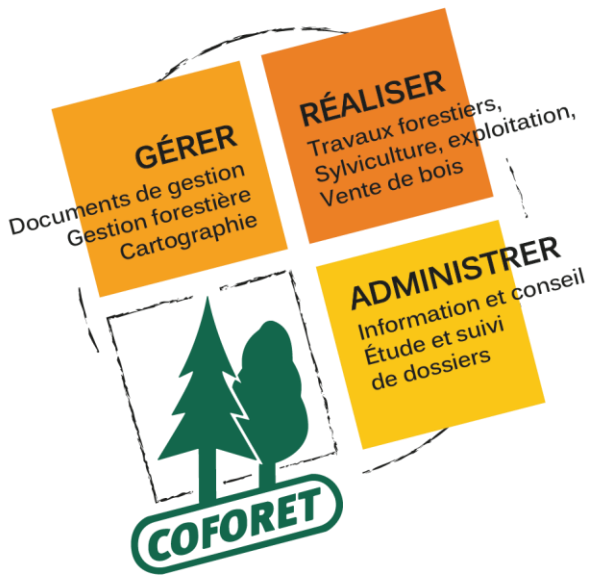 GÉRER
Documents de gestion
Gestion forestière
Cartographie
RÉALISER
Travaux forestiers,
Sylviculture, exploitation,
Vente de bois
ADMINISTRER
Information et conseil
Étude et suivi
de dossiers
COFORET